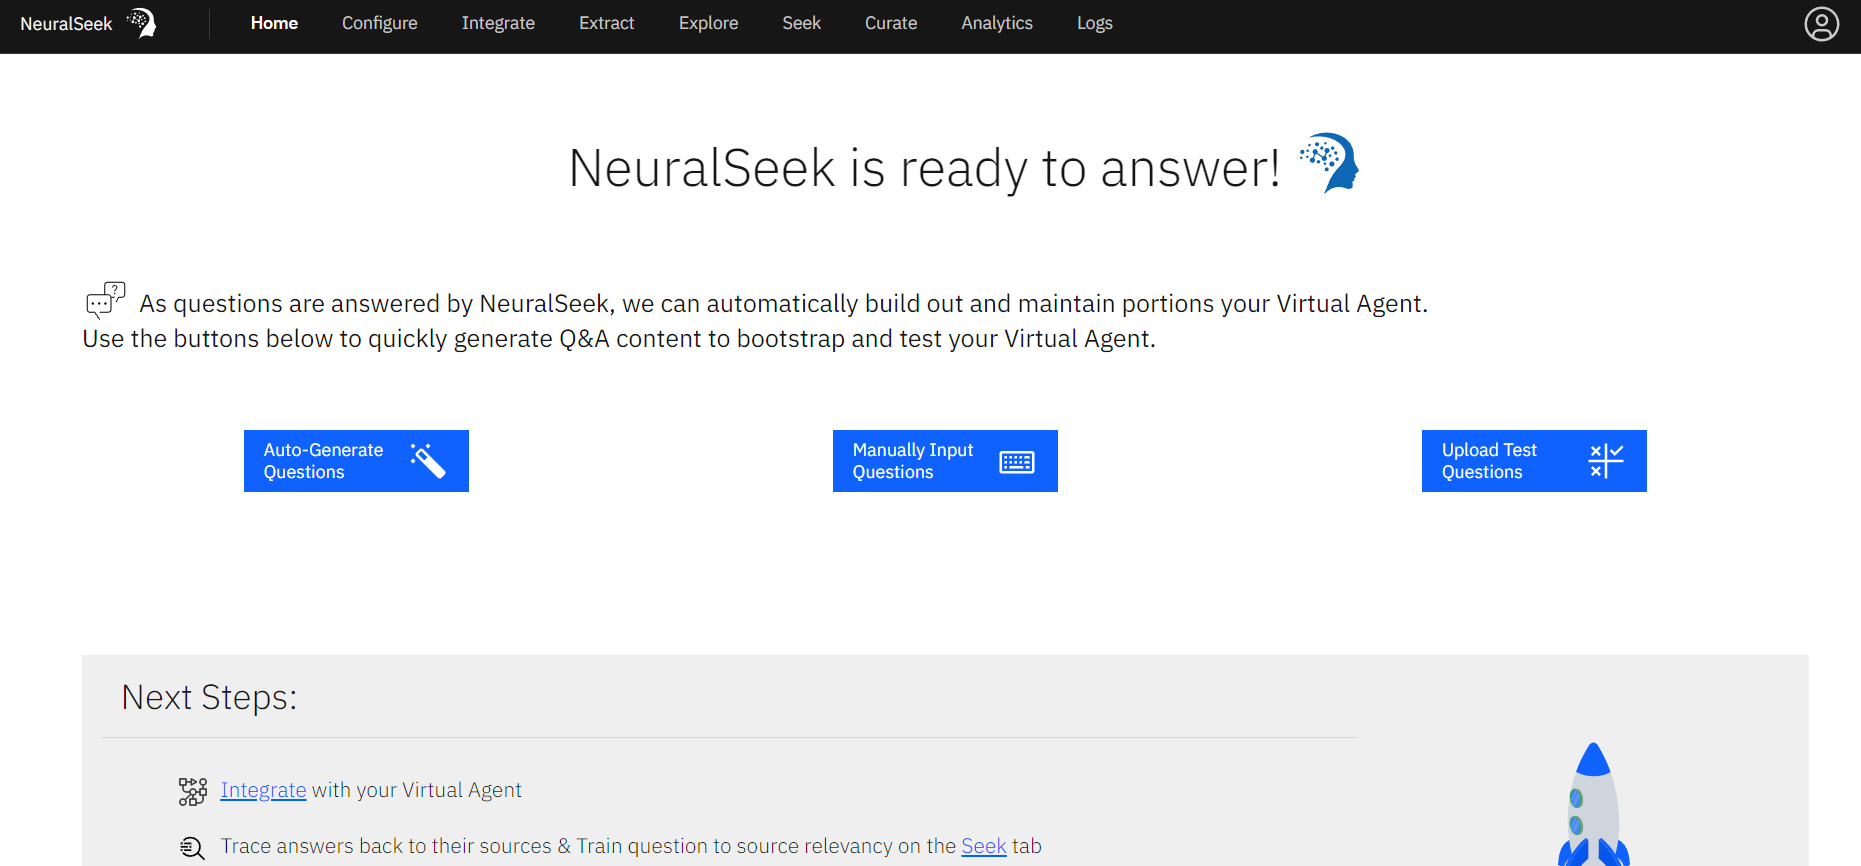 NeuralSeek Home Configure Integrate Extract Explore Seek Curate Analytics Logs
NeuralSeek is ready to answer!
As questions are answered by NeuralSeek, we can automatically build out and maintain portions your Virtual Agent.
Use the buttons below to quickly generate Q&A content to bootstrap and test your Virtual Agent.
Auto-Generate
Questions
Manually Input
Questions
Upload Test
Questions
Next Steps:
Integrate with your Virtual Agent
Trace answers back to their sources & Train question to source relevancy on the Seek tab